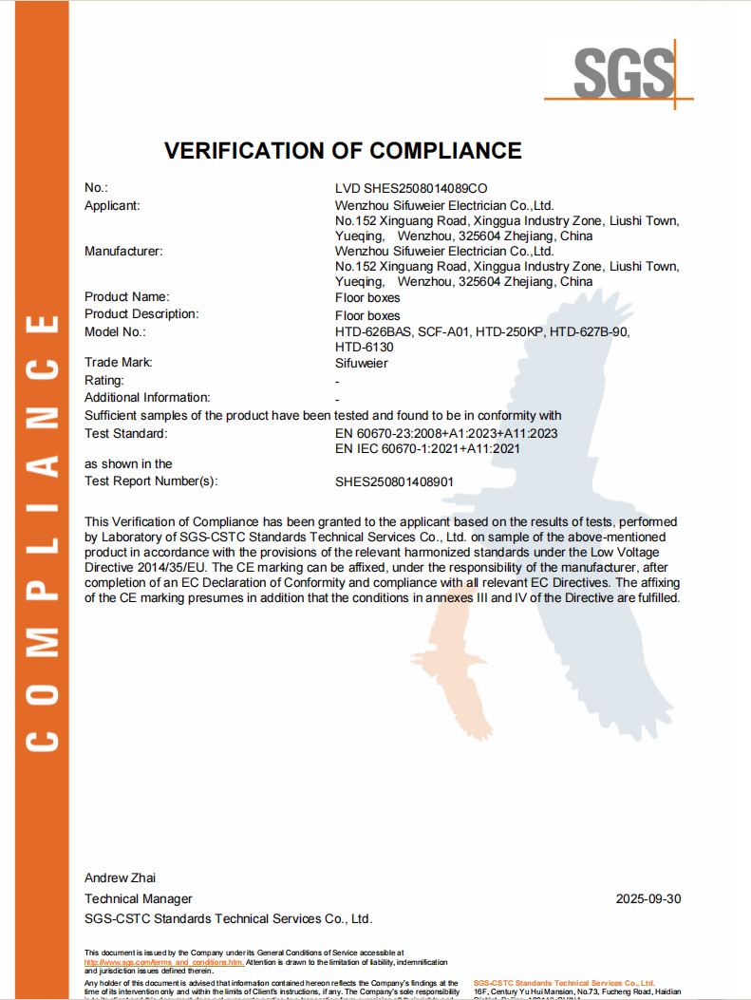 SGS
COMPLIANCE
VERIFICATION OF COMPLIANCE
No.: LVD SHES2508014089CO
Applicant: Wenzhou Sifuweier Electrician Co.,Ltd.
No.152 Xinguang Road, Xinggua Industry Zone, Liushi Town,
Yueqing, Wenzhou, 325604 Zhejiang, China
Manufacturer: Wenzhou Sifuweier Electrician Co.,Ltd.
No.152 Xinguang Road, Xinggua Industry Zone, Liushi Town,
Yueqing, Wenzhou, 325604 Zhejiang, China
Product Name: Floor boxes
Product Description: Floor boxes
Model No.: HTD-626BAS, SCF-A01, HTD-250KP, HTD-627B-90,
HTD-6130
Trade Mark: Sifuweier
Rating: -
Additional Information: -
Sufficient samples of the product have been tested and found to be in conformity with
Test Standard: EN 60670-23:2008+A1:2023+A11:2023
EN IEC 60670-1:2021+A11:2021
as shown in the
Test Report Number(s): SHES250801408901
This Verification of Compliance has been granted to the applicant based on the results of tests, performed
by Laboratory of SGS-CSTC Standards Technical Services Co., Ltd. on sample of the above-mentioned
product in accordance with the provisions of the relevant harmonized standards under the Low Voltage
Directive 2014/35/EU. The CE marking can be affixed, under the responsibility of the manufacturer, after
completion of an EC Declaration of Conformity and compliance with all relevant EC Directives. The affixing
of the CE marking presumes in addition that the conditions in annexes III and IV of the Directive are fulfilled.
Andrew Zhai
Technical Manager 2025-09-30
SGS-CSTC Standards Technical Services Co., Ltd.
This document is issued by the Company under its General Conditions of Service accessible at
http://www.sgs.com/terms_and_conditions.htm. Attention is drawn to the limitation of liability, indemnification
and jurisdiction issues defined therein.
Any holder of this document is advised that information contained hereon reflects the Company's findings at the
time of its intervention only and within the limits of Client's instructions, if any. The Company's sole responsibility
SGS-CSTC Standards Technical Services Co., Ltd.
16F, Century Yu Hui Mansion, No.73, Fucheng Road, Haidian